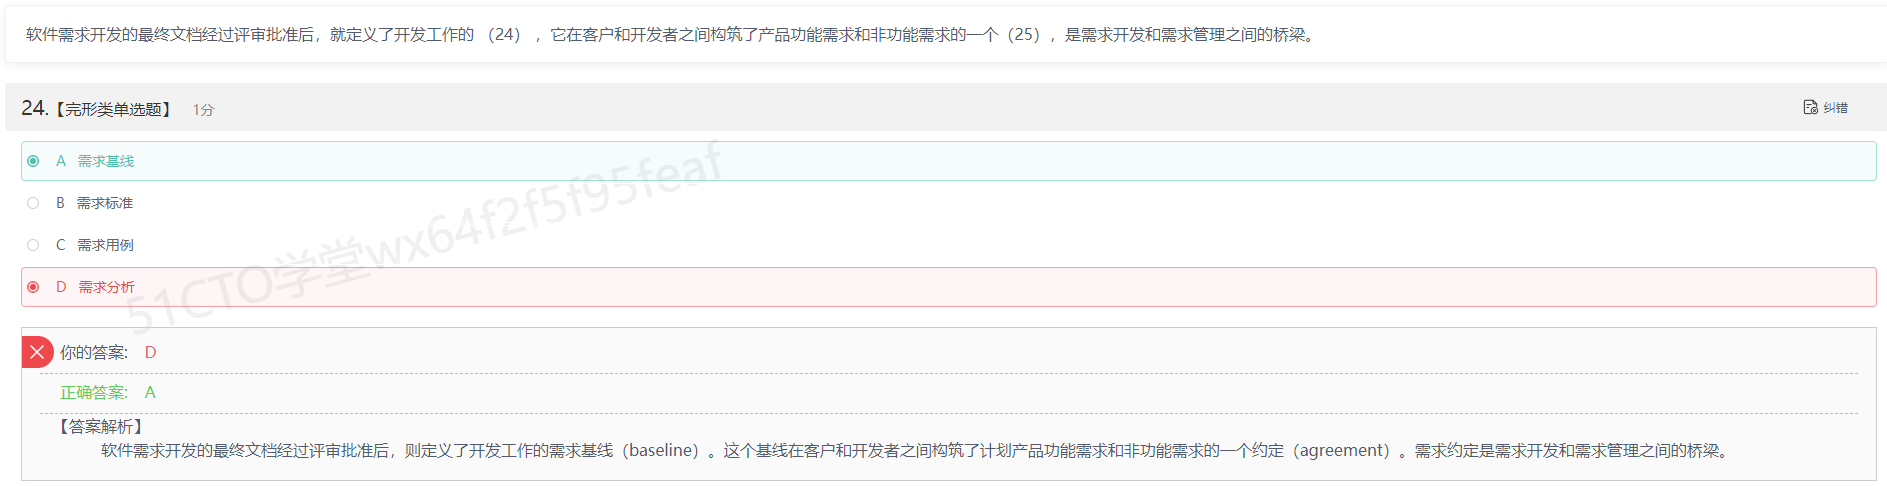 软件需求开发的最终文档经过评审批准后，就定义了开发工作的 （24） ，它在客户和开发者之间构筑了产品功能需求和非功能需求的一个（25），是需求开发和需求管理之间的桥梁。
24.【完形类单选题】 1分 纠错
A 需求基线
B 需求标准
C 需求用例
D 需求分析
51CTO学堂wx64f2f5f95feaf
你的答案： D
正确答案： A
【答案解析】
软件需求开发的最终文档经过评审批准后，则定义了开发工作的需求基线（baseline）。这个基线在客户和开发者之间构筑了计划产品功能需求和非功能需求的一个约定（agreement）。需求约定是需求开发和需求管理之间的桥梁。